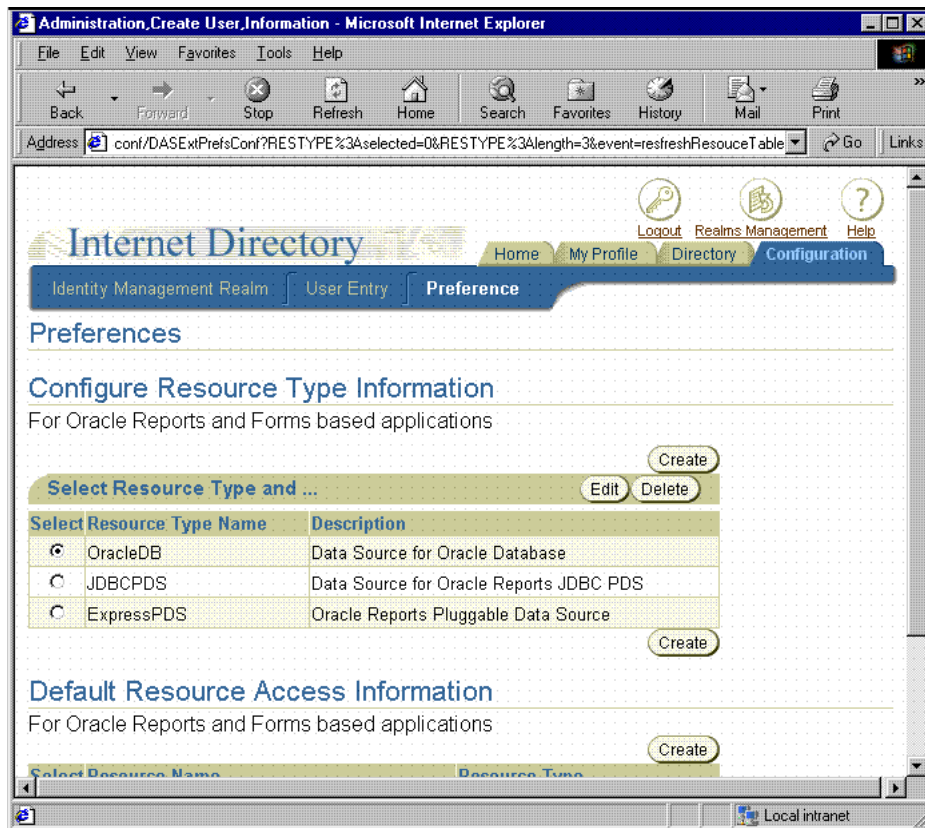 Administration,Create User,Information - Microsoft Internet Explorer
File Edit View Favorites Tools Help
Back Forward Stop Refresh Home Search Favorites History Mail Print »
Address conf/DASExtPrefsConf?RESTYPE%3Aselected=0&RESTYPE%3Alength=3&event=resfreshResouceTable Go Links
Internet Directory
Logout Realms Management Help
Home My Profile Directory Configuration
Identity Management Realm User Entry Preference
Preferences
Configure Resource Type Information
For Oracle Reports and Forms based applications
Create
Select Resource Type and ...
Edit Delete
Select Resource Type Name Description
OracleDB Data Source for Oracle Database
JDBCPDS Data Source for Oracle Reports JDBC PDS
ExpressPDS Oracle Reports Pluggable Data Source
Create
Default Resource Access Information
For Oracle Reports and Forms based applications
Create
Select Resource Name Resource Type
Local intranet